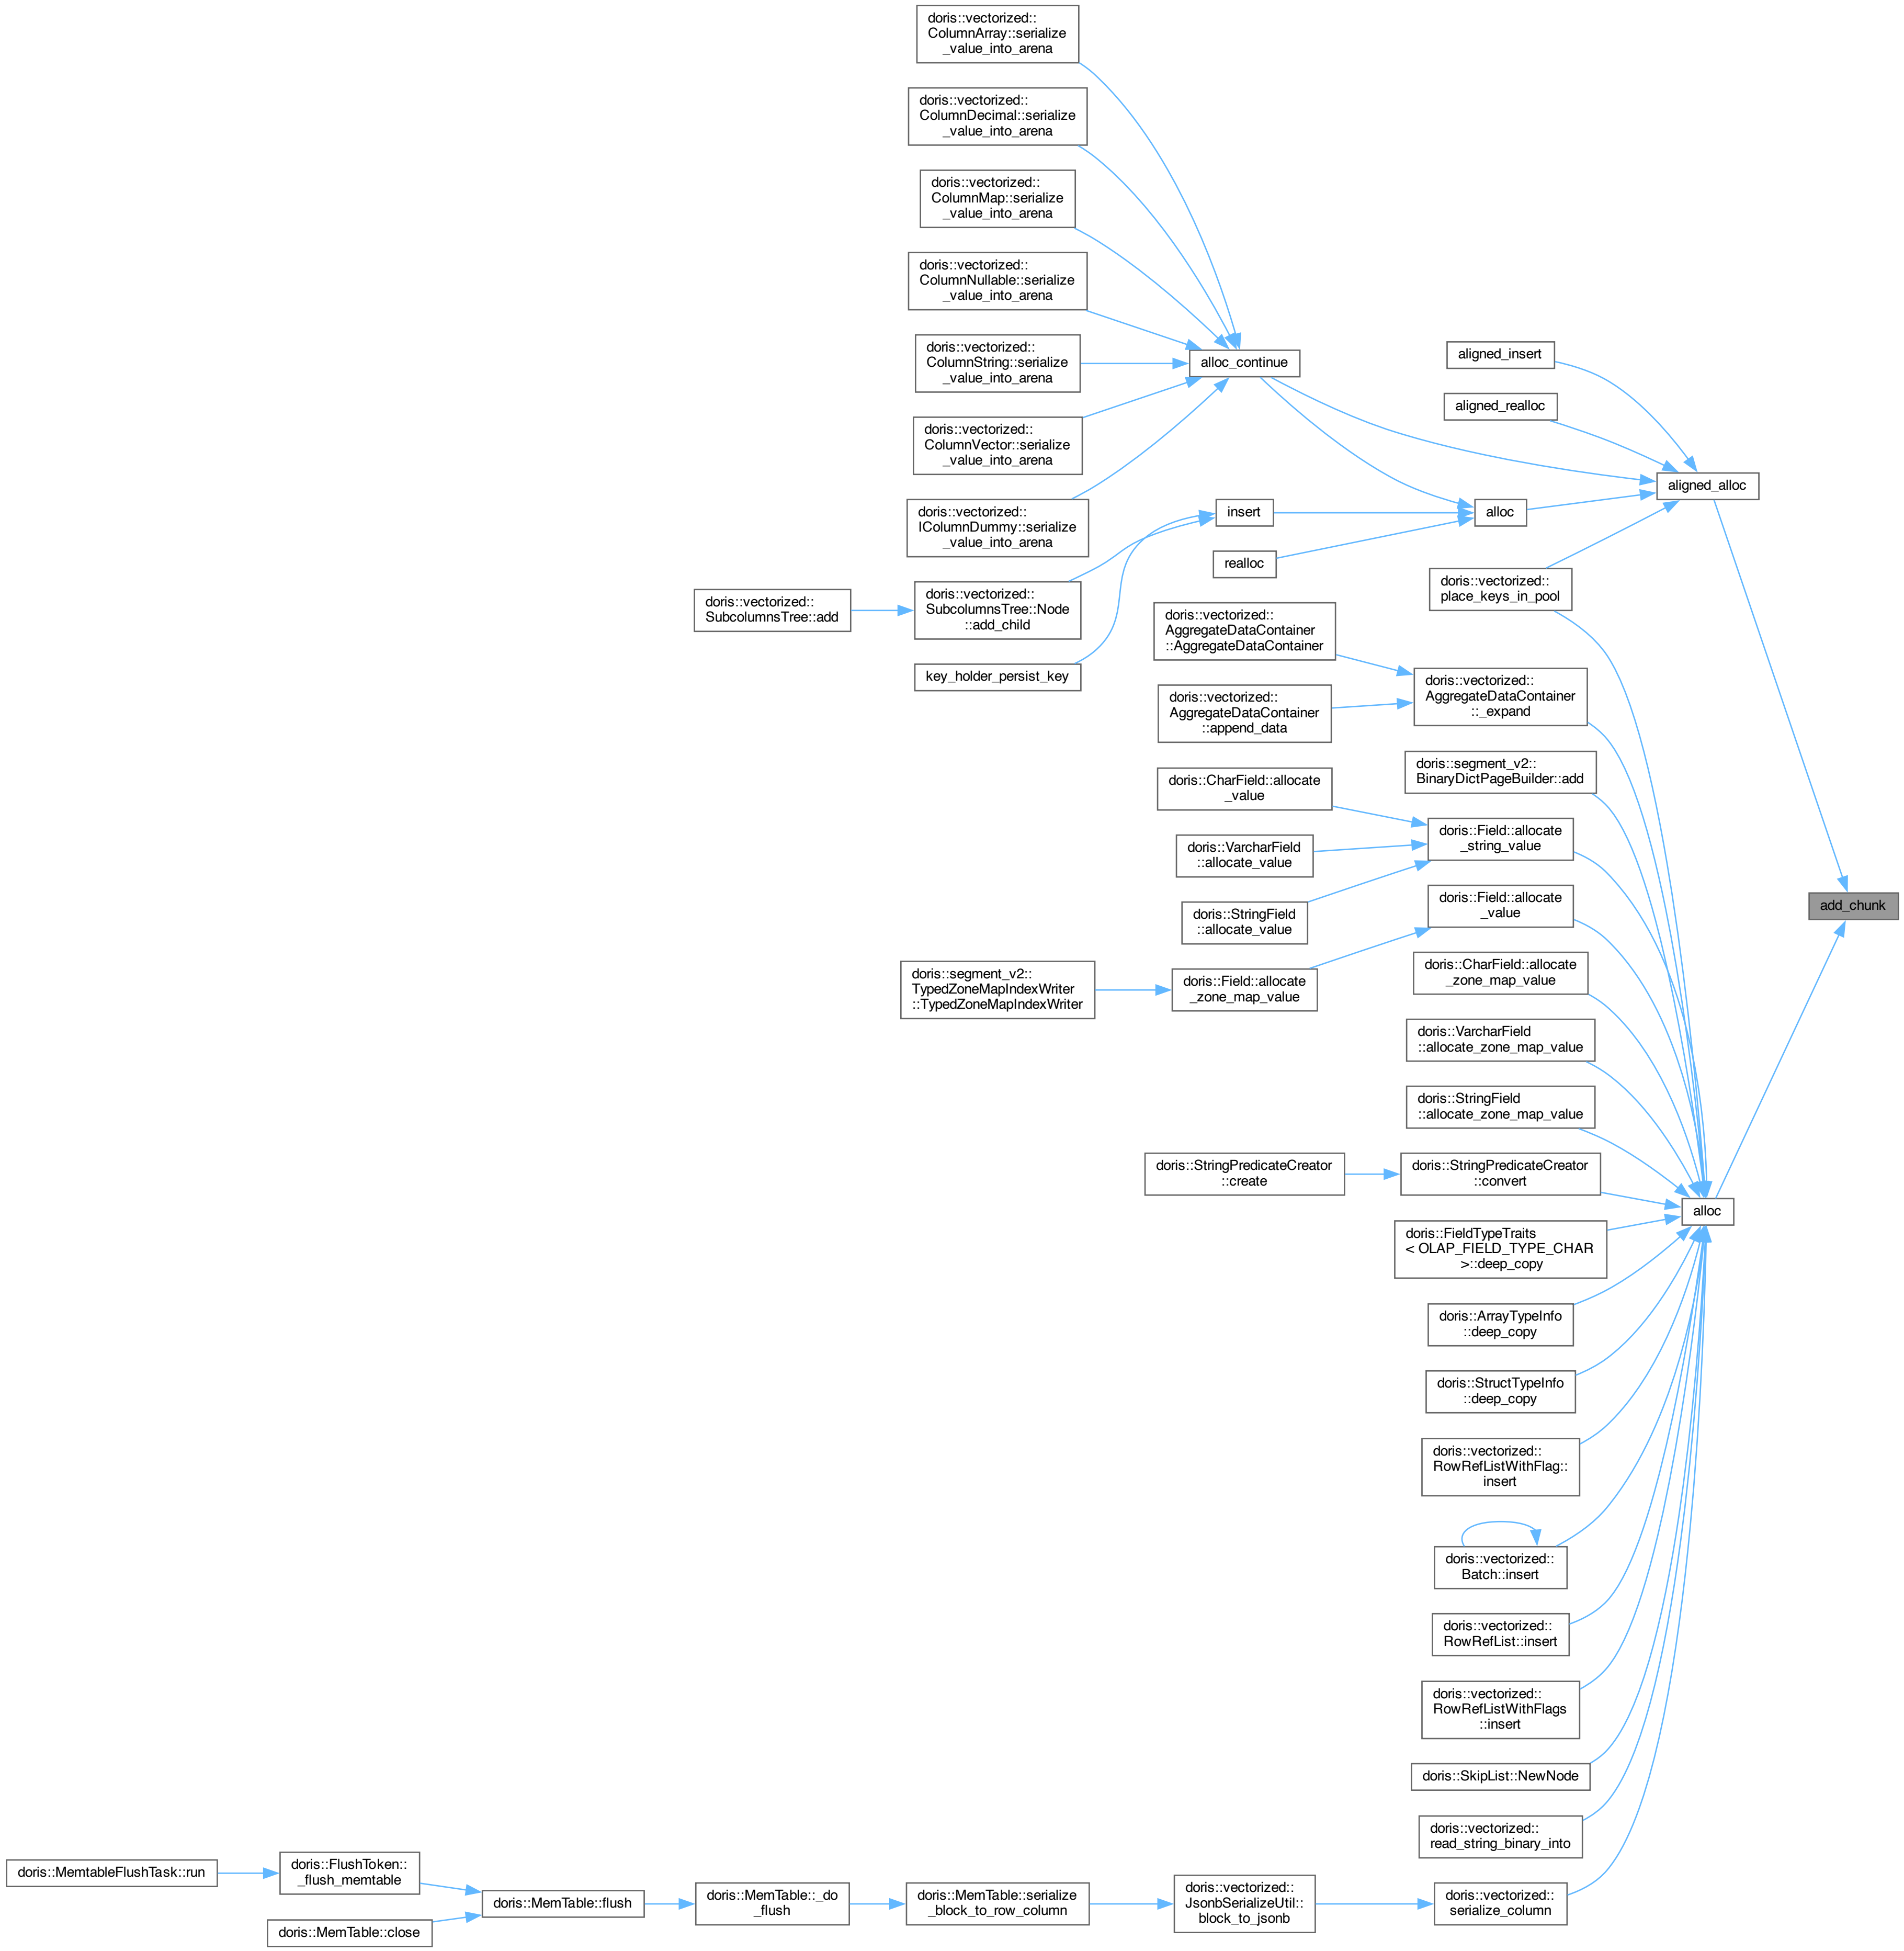 doris::vectorized::
ColumnArray::serialize
_value_into_arena
doris::vectorized::
ColumnDecimal::serialize
_value_into_arena
doris::vectorized::
ColumnMap::serialize
_value_into_arena
doris::vectorized::
ColumnNullable::serialize
_value_into_arena
doris::vectorized::
ColumnString::serialize
_value_into_arena
doris::vectorized::
ColumnVector::serialize
_value_into_arena
doris::vectorized::
IColumnDummy::serialize
_value_into_arena
alloc_continue
aligned_insert
aligned_realloc
aligned_alloc
alloc
insert
realloc
doris::vectorized::
SubcolumnsTree::add
doris::vectorized::
SubcolumnsTree::Node
::add_child
key_holder_persist_key
doris::vectorized::
place_keys_in_pool
doris::vectorized::
AggregateDataContainer
::AggregateDataContainer
doris::vectorized::
AggregateDataContainer
::append_data
doris::vectorized::
AggregateDataContainer
::_expand
doris::segment_v2::
BinaryDictPageBuilder::add
doris::CharField::allocate
_value
doris::VarcharField
::allocate_value
doris::StringField
::allocate_value
doris::Field::allocate
_string_value
doris::Field::allocate
_value
add_chunk
doris::segment_v2::
TypedZoneMapIndexWriter
::TypedZoneMapIndexWriter
doris::Field::allocate
_zone_map_value
doris::CharField::allocate
_zone_map_value
doris::VarcharField
::allocate_zone_map_value
doris::StringField
::allocate_zone_map_value
doris::StringPredicateCreator
::create
doris::StringPredicateCreator
::convert
alloc
doris::FieldTypeTraits
< OLAP_FIELD_TYPE_CHAR
>::deep_copy
doris::ArrayTypeInfo
::deep_copy
doris::StructTypeInfo
::deep_copy
doris::vectorized::
RowRefListWithFlag::
insert
doris::vectorized::
Batch::insert
doris::vectorized::
RowRefList::insert
doris::vectorized::
RowRefListWithFlags
::insert
doris::SkipList::NewNode
doris::vectorized::
read_string_binary_into
doris::MemtableFlushTask::run
doris::FlushToken::
_flush_memtable
doris::MemTable::close
doris::MemTable::flush
doris::MemTable::_do
_flush
doris::MemTable::serialize
_block_to_row_column
doris::vectorized::
JsonbSerializeUtil::
block_to_jsonb
doris::vectorized::
serialize_column